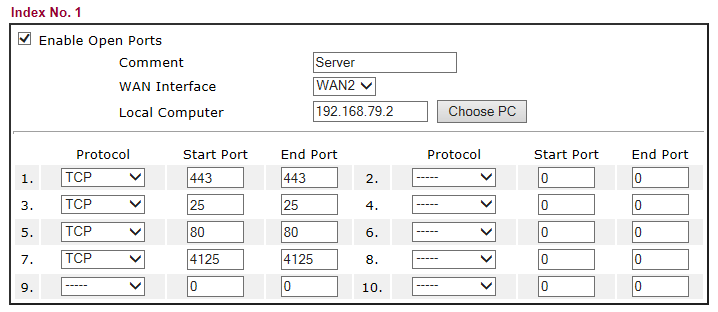 Index No. 1
Enable Open Ports
Comment Server
WAN Interface WAN2
Local Computer 192.168.79.2 Choose PC
Protocol Start Port End Port Protocol Start Port End Port
1. TCP 443 443 2. ----- 0 0
3. TCP 25 25 4. ----- 0 0
5. TCP 80 80 6. ----- 0 0
7. TCP 4125 4125 8. ----- 0 0
9. ----- 0 0 10. ----- 0 0